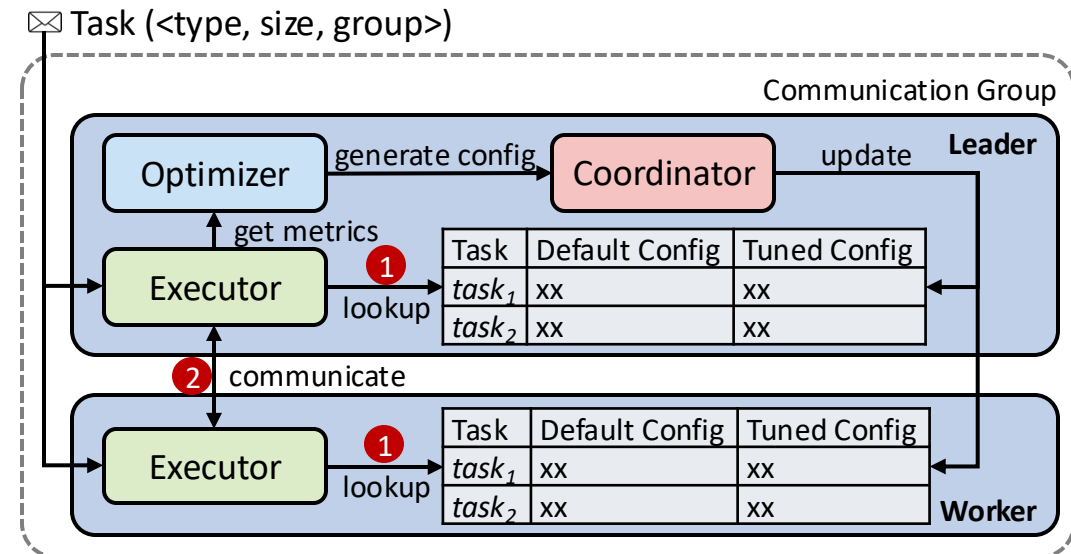 Task (<type, size, group>)
Communication Group
Leader
Optimizer
generate config
Coordinator
update
get metrics
Executor
1
lookup
Task Default Config Tuned Config
task1 xx xx
task2 xx xx
2 communicate
Executor
1
lookup
Task Default Config Tuned Config
task1 xx xx
task2 xx xx
Worker